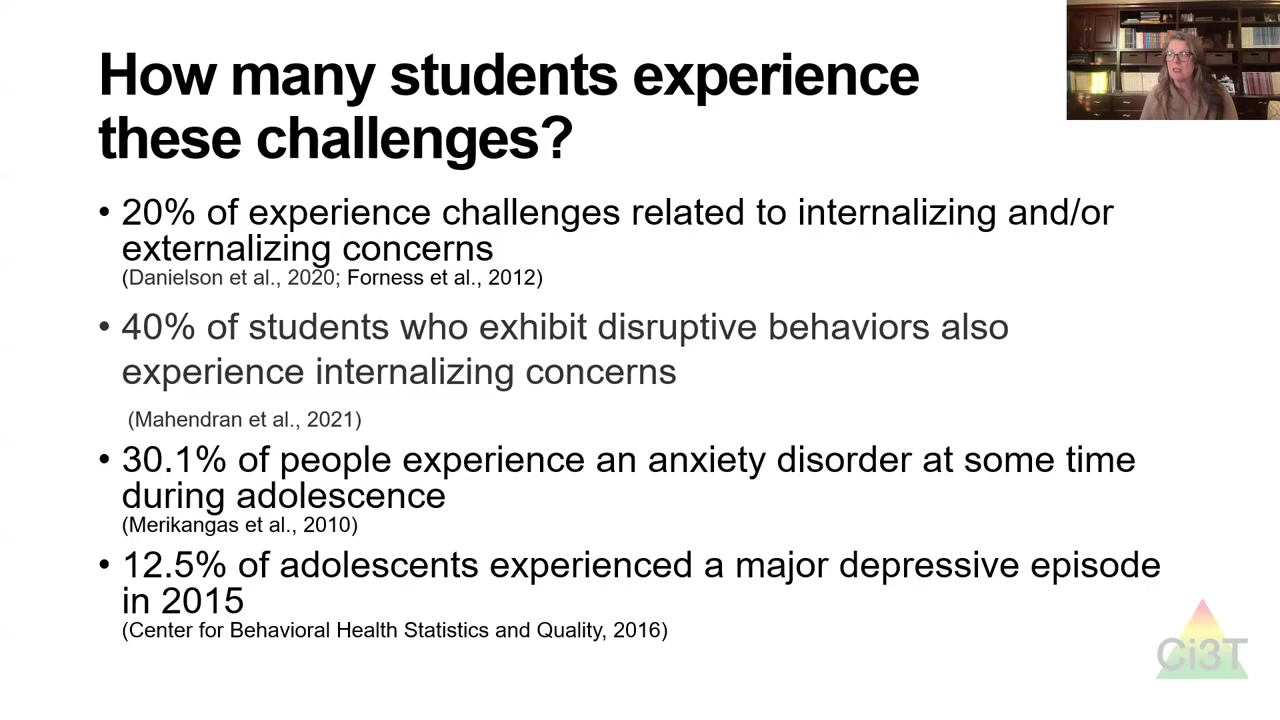 How many students experience
these challenges?
• 20% of experience challenges related to internalizing and/or
externalizing concerns
(Danielson et al., 2020; Forness et al., 2012)
• 40% of students who exhibit disruptive behaviors also
experience internalizing concerns
(Mahendran et al., 2021)
• 30.1% of people experience an anxiety disorder at some time
during adolescence
(Merikangas et al., 2010)
• 12.5% of adolescents experienced a major depressive episode
in 2015
(Center for Behavioral Health Statistics and Quality, 2016)
Ci3T